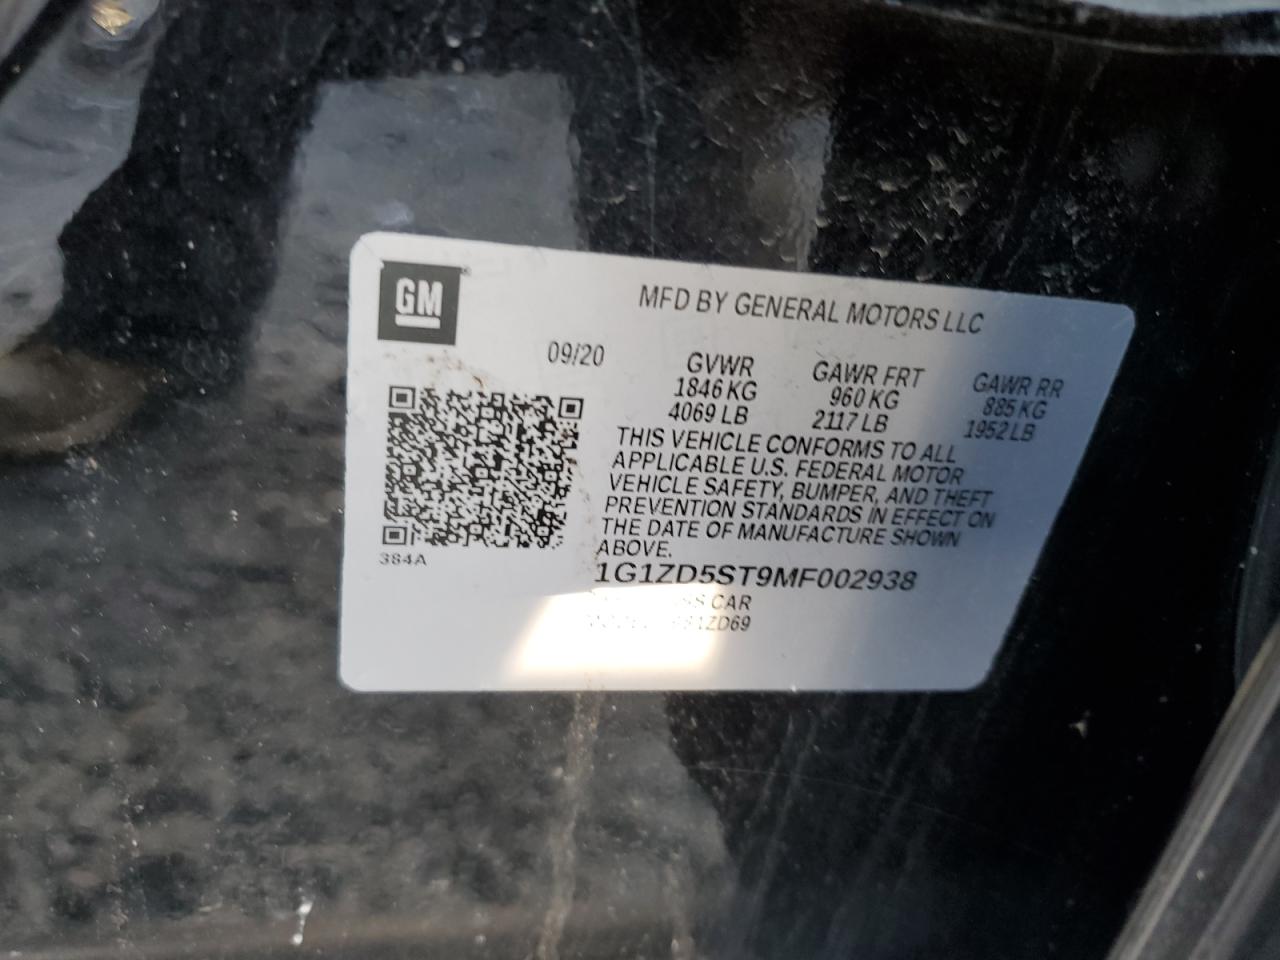 GM
MFD BY GENERAL MOTORS LLC
09/20
GVWR
1846 KG
4069 LB
GAWR FRT
960 KG
2117 LB
GAWR RR
885 KG
1952 LB
THIS VEHICLE CONFORMS TO ALL
APPLICABLE U.S. FEDERAL MOTOR
VEHICLE SAFETY, BUMPER, AND THEFT
PREVENTION STANDARDS IN EFFECT ON
THE DATE OF MANUFACTURE SHOWN
ABOVE.
384A
1G1ZD5ST9MF002938
CAR